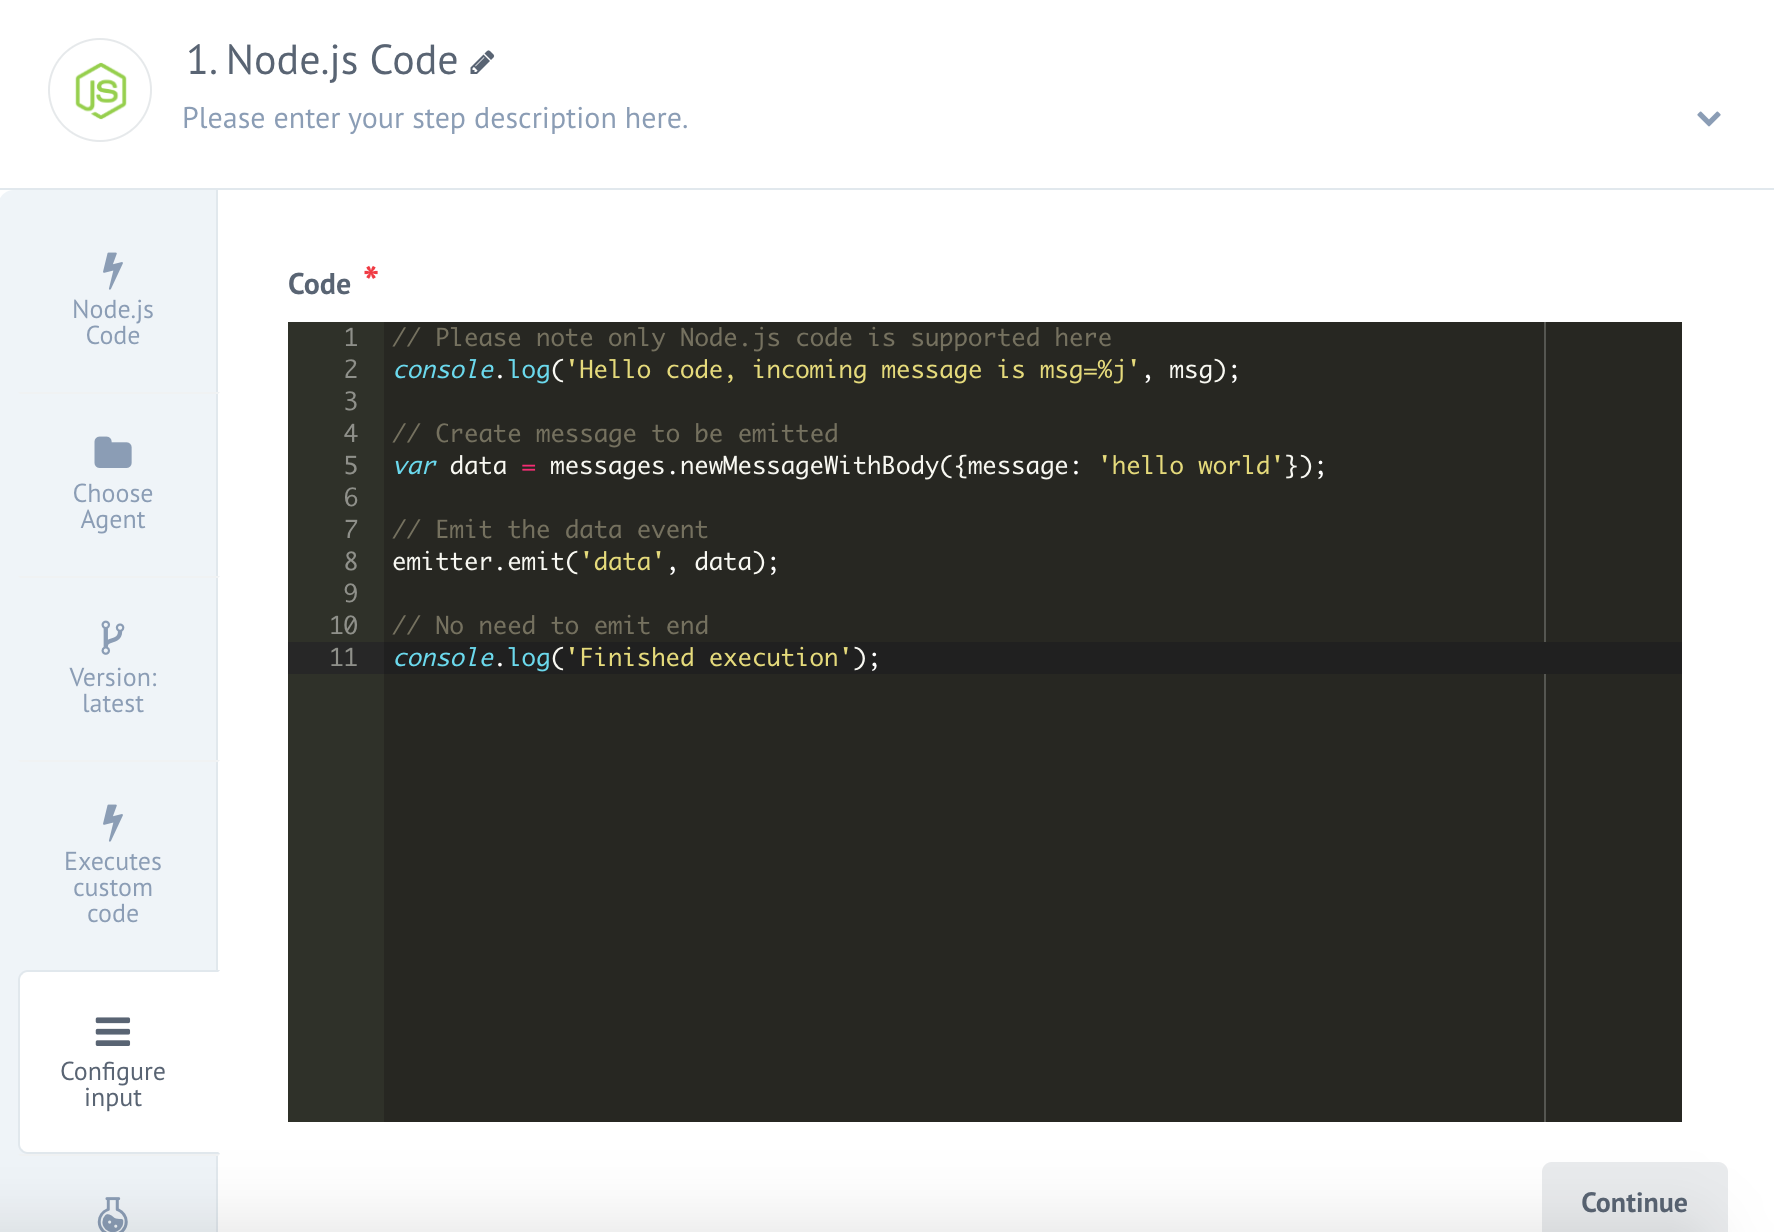 JS
1. Node.js Code
Please enter your step description here.
Node.js
Code
Choose
Agent
Version:
latest
Executes
custom
code
Configure
input
Code *
1 // Please note only Node.js code is supported here
2 console.log('Hello code, incoming message is msg=%j', msg);
3
4 // Create message to be emitted
5 var data = messages.newMessageWithBody({message: 'hello world'});
6
7 // Emit the data event
8 emitter.emit('data', data);
9
10 // No need to emit end
11 console.log('Finished execution');
Continue